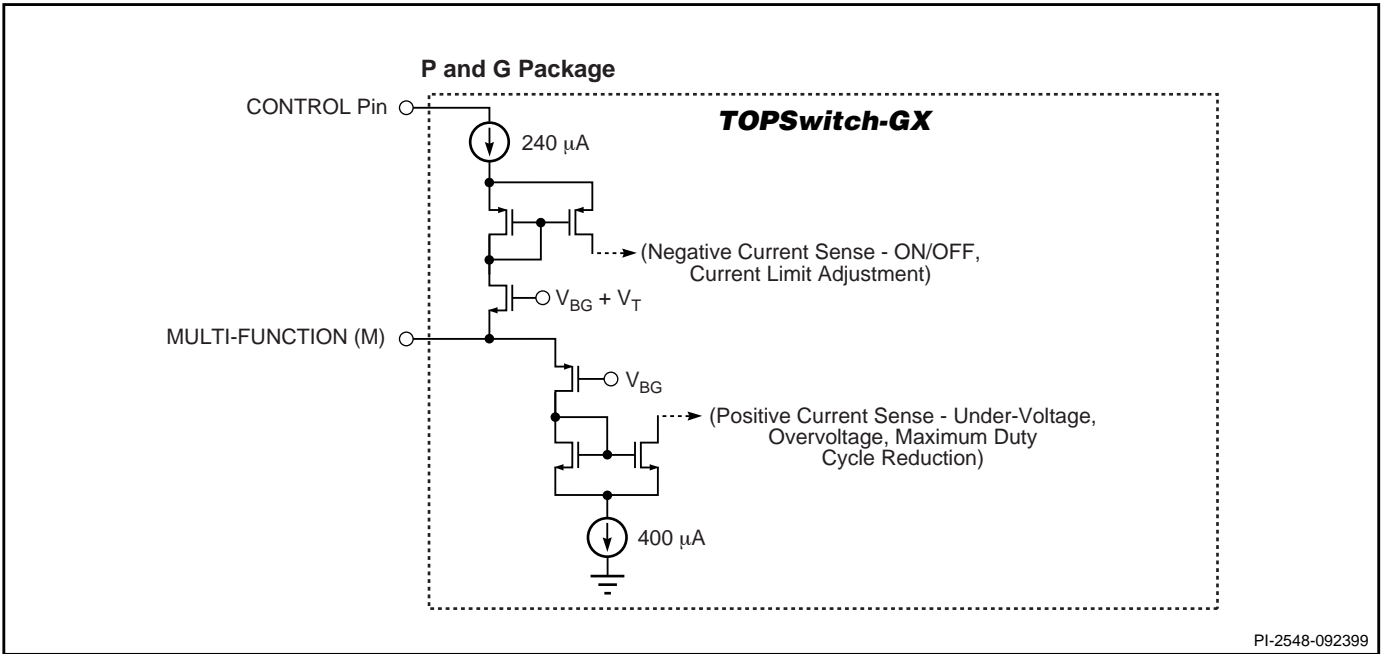 P and G Package
CONTROL Pin
TOPSwitch-GX
240 μA
(Negative Current Sense - ON/OFF,
Current Limit Adjustment)
V_BG + V_T
MULTI-FUNCTION (M)
V_BG
(Positive Current Sense - Under-Voltage,
Overvoltage, Maximum Duty
Cycle Reduction)
400 μA
PI-2548-092399